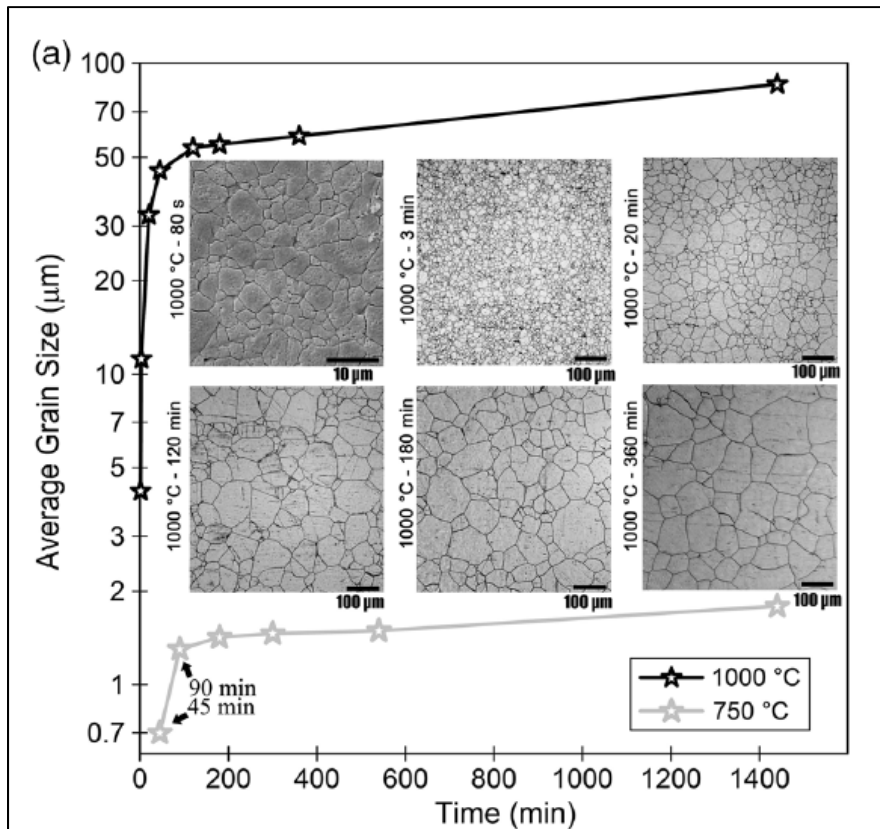 (a)
Average Grain Size (µm)
100
70
50
30
20
10
7
5
3
2
1
0.7
1000 °C - 80 s
10 µm
1000 °C - 3 min
100 µm
1000 °C - 20 min
100 µm
1000 °C - 120 min
100 µm
1000 °C - 180 min
100 µm
1000 °C - 360 min
100 µm
90 min
45 min
1000 °C
750 °C
0 200 400 600 800 1000 1200 1400
Time (min)